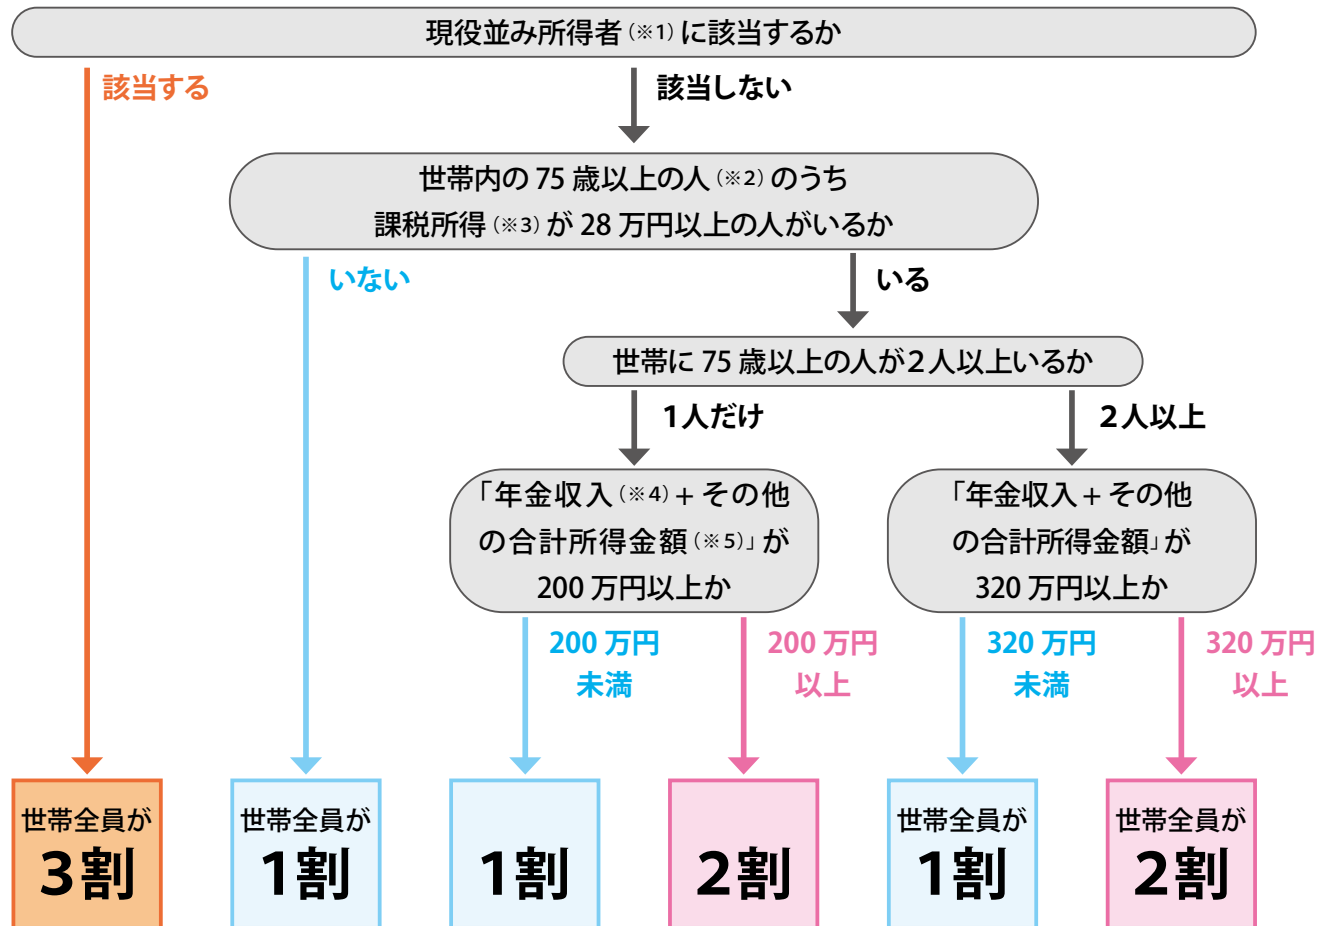 現役並み所得者(※1)に該当するか
該当する
該当しない
世帯内の75歳以上の人(※2)のうち
課税所得(※3)が28万円以上の人がいるか
いない
いる
世帯に75歳以上の人が2人以上いるか
1人だけ
2人以上
「年金収入(※4)+その他
の合計所得金額(※5)」が
200万円以上か
「年金収入+その他
の合計所得金額」が
320万円以上か
200万円
未満
200万円
以上
320万円
未満
320万円
以上
世帯全員が
3割
世帯全員が
1割
1割
2割
世帯全員が
1割
世帯全員が
2割